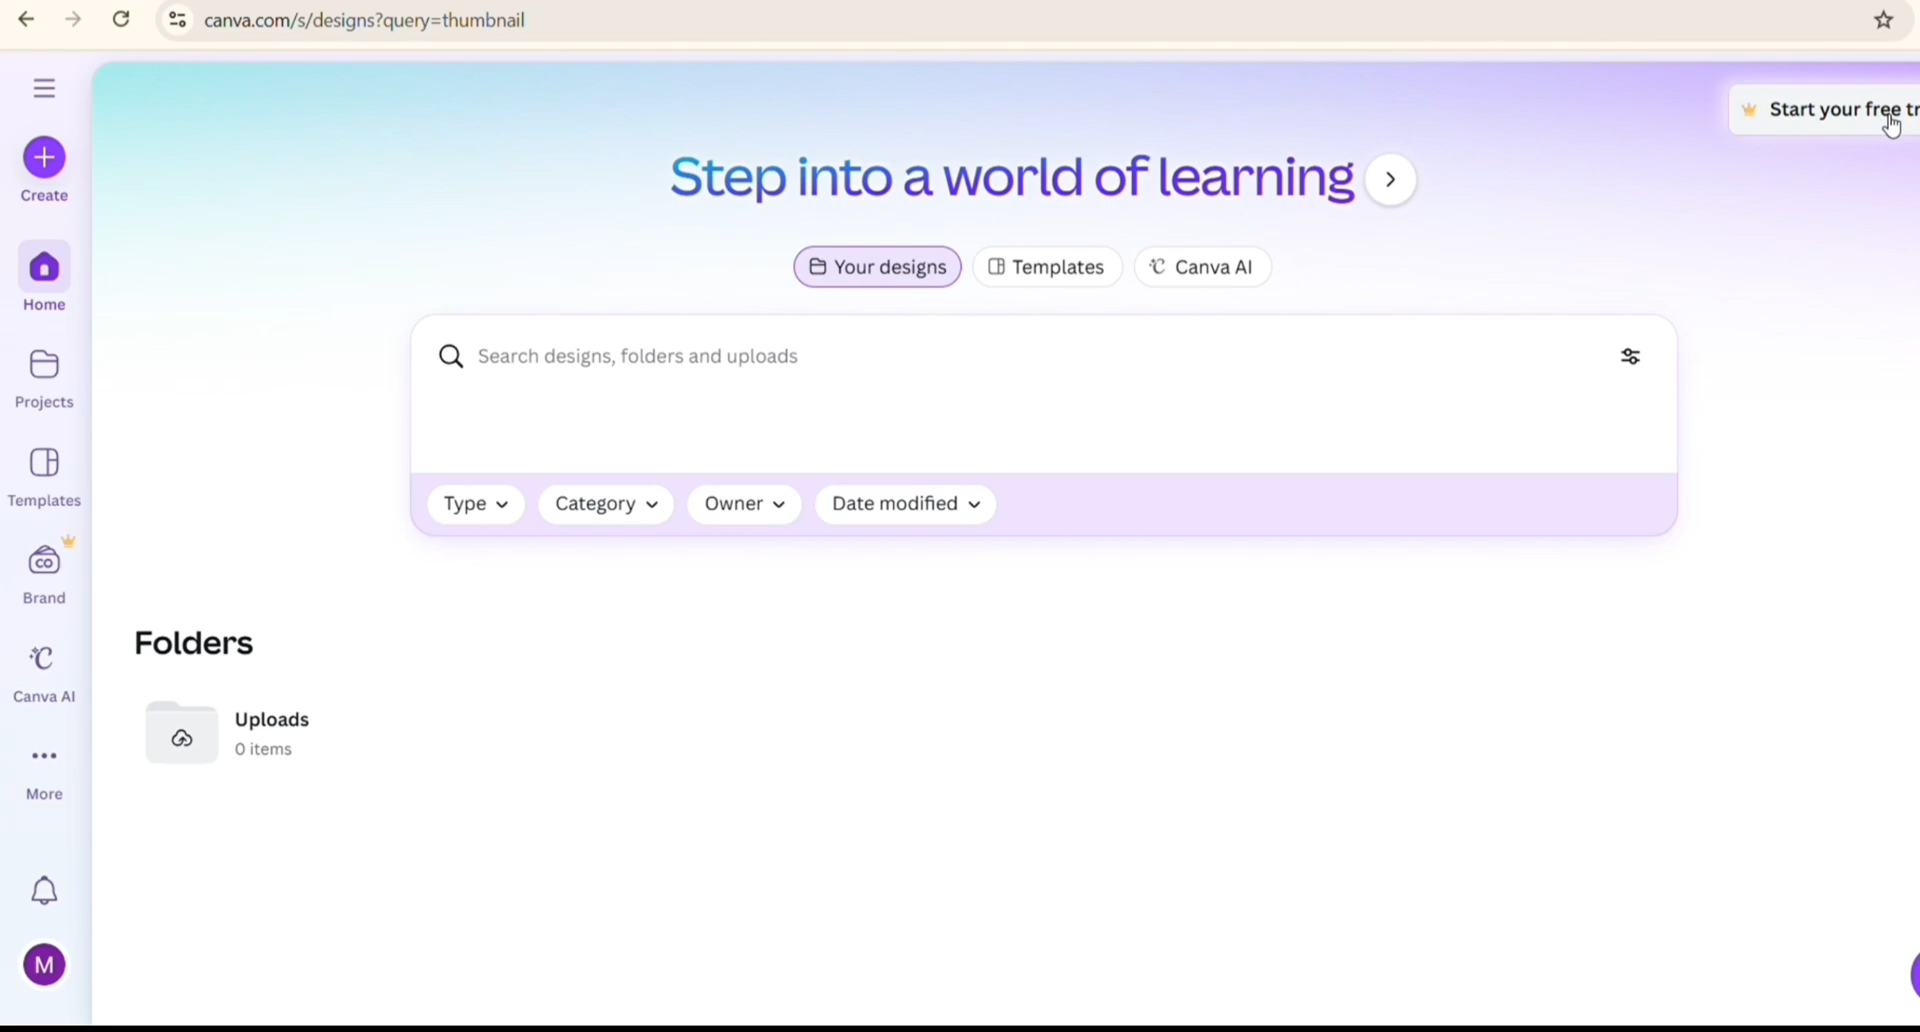 canva.com/s/designs?query=thumbnail
Start your free tr
Create
Home
Projects
Templates
Brand
CO
Canva AI
More
M
Step into a world of learning
Your designs
Templates
Canva AI
Search designs, folders and uploads
Type
Category
Owner
Date modified
Folders
Uploads
0 items